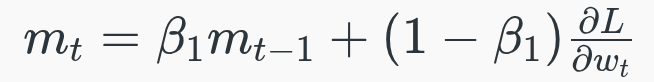 m_t = β_1 m_{t−1} + (1 − β_1) ∂L/∂w_t